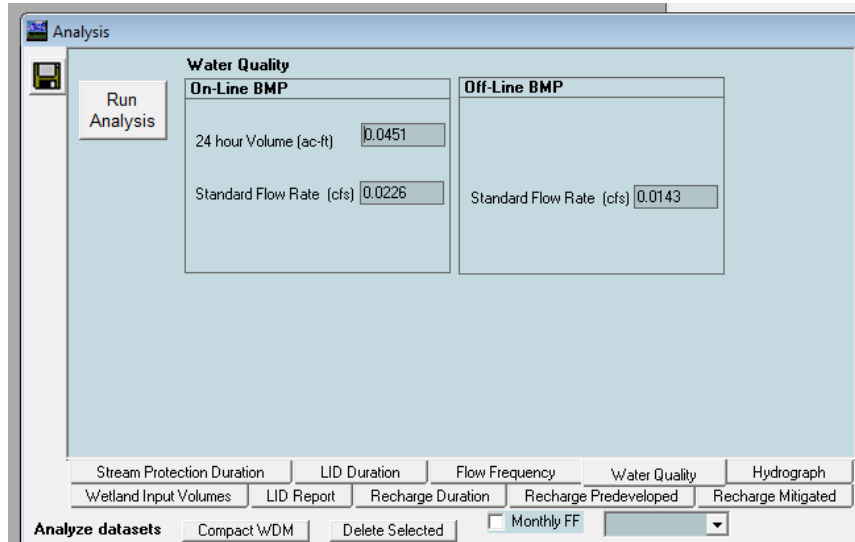 Analysis
Run
Analysis
Water Quality
On-Line BMP
24 hour Volume (ac-ft) 0.0451
Standard Flow Rate (cfs) 0.0226
Off-Line BMP
Standard Flow Rate (cfs) 0.0143
Stream Protection Duration LID Duration Flow Frequency Water Quality Hydrograph
Wetland Input Volumes LID Report Recharge Duration Recharge Predeveloped Recharge Mitigated
Analyze datasets Compact WDM Delete Selected Monthly FF